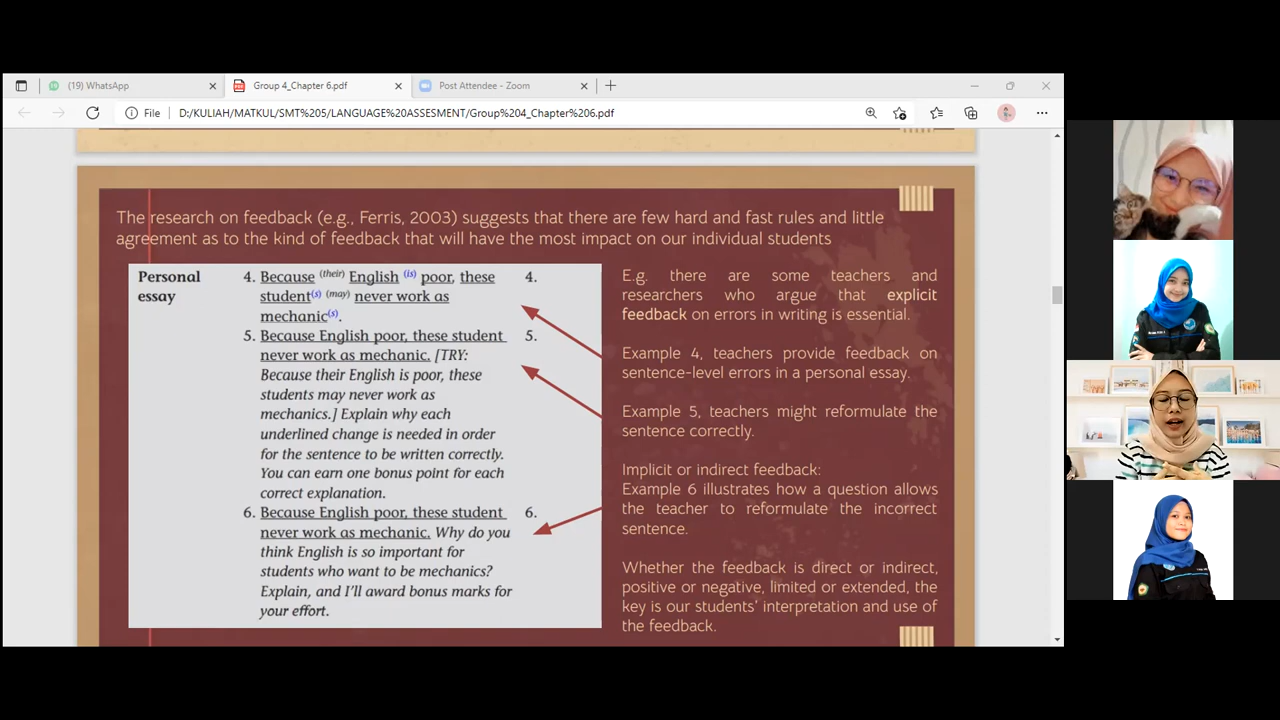 (19) WhatsApp
Group 4_Chapter 6.pdf
Post Attendee - Zoom
File
D:/KULIAH/MATKUL/SMT%205/LANGUAGE%20ASSESMENT/Group%204_Chapter%206.pdf
The research on feedback (e.g., Ferris, 2003) suggests that there are few hard and fast rules and little
agreement as to the kind of feedback that will have the most impact on our individual students
Personal
essay
4. Because (their) English (is) poor, these
student(s) (may) never work as
mechanic(s).
4.
5. Because English poor, these student
never work as mechanic. [TRY:
Because their English is poor, these
students may never work as
mechanics.] Explain why each
underlined change is needed in order
for the sentence to be written correctly.
You can earn one bonus point for each
correct explanation.
5.
6. Because English poor, these student
never work as mechanic. Why do you
think English is so important for
students who want to be mechanics?
Explain, and I'll award bonus marks for
your effort.
6.
E.g. there are some teachers and
researchers who argue that explicit
feedback on errors in writing is essential.
Example 4, teachers provide feedback on
sentence-level errors in a personal essay.
Example 5, teachers might reformulate the
sentence correctly.
Implicit or indirect feedback:
Example 6 illustrates how a question allows
the teacher to reformulate the incorrect
sentence.
Whether the feedback is direct or indirect,
positive or negative, limited or extended, the
key is our students' interpretation and use of
the feedback.